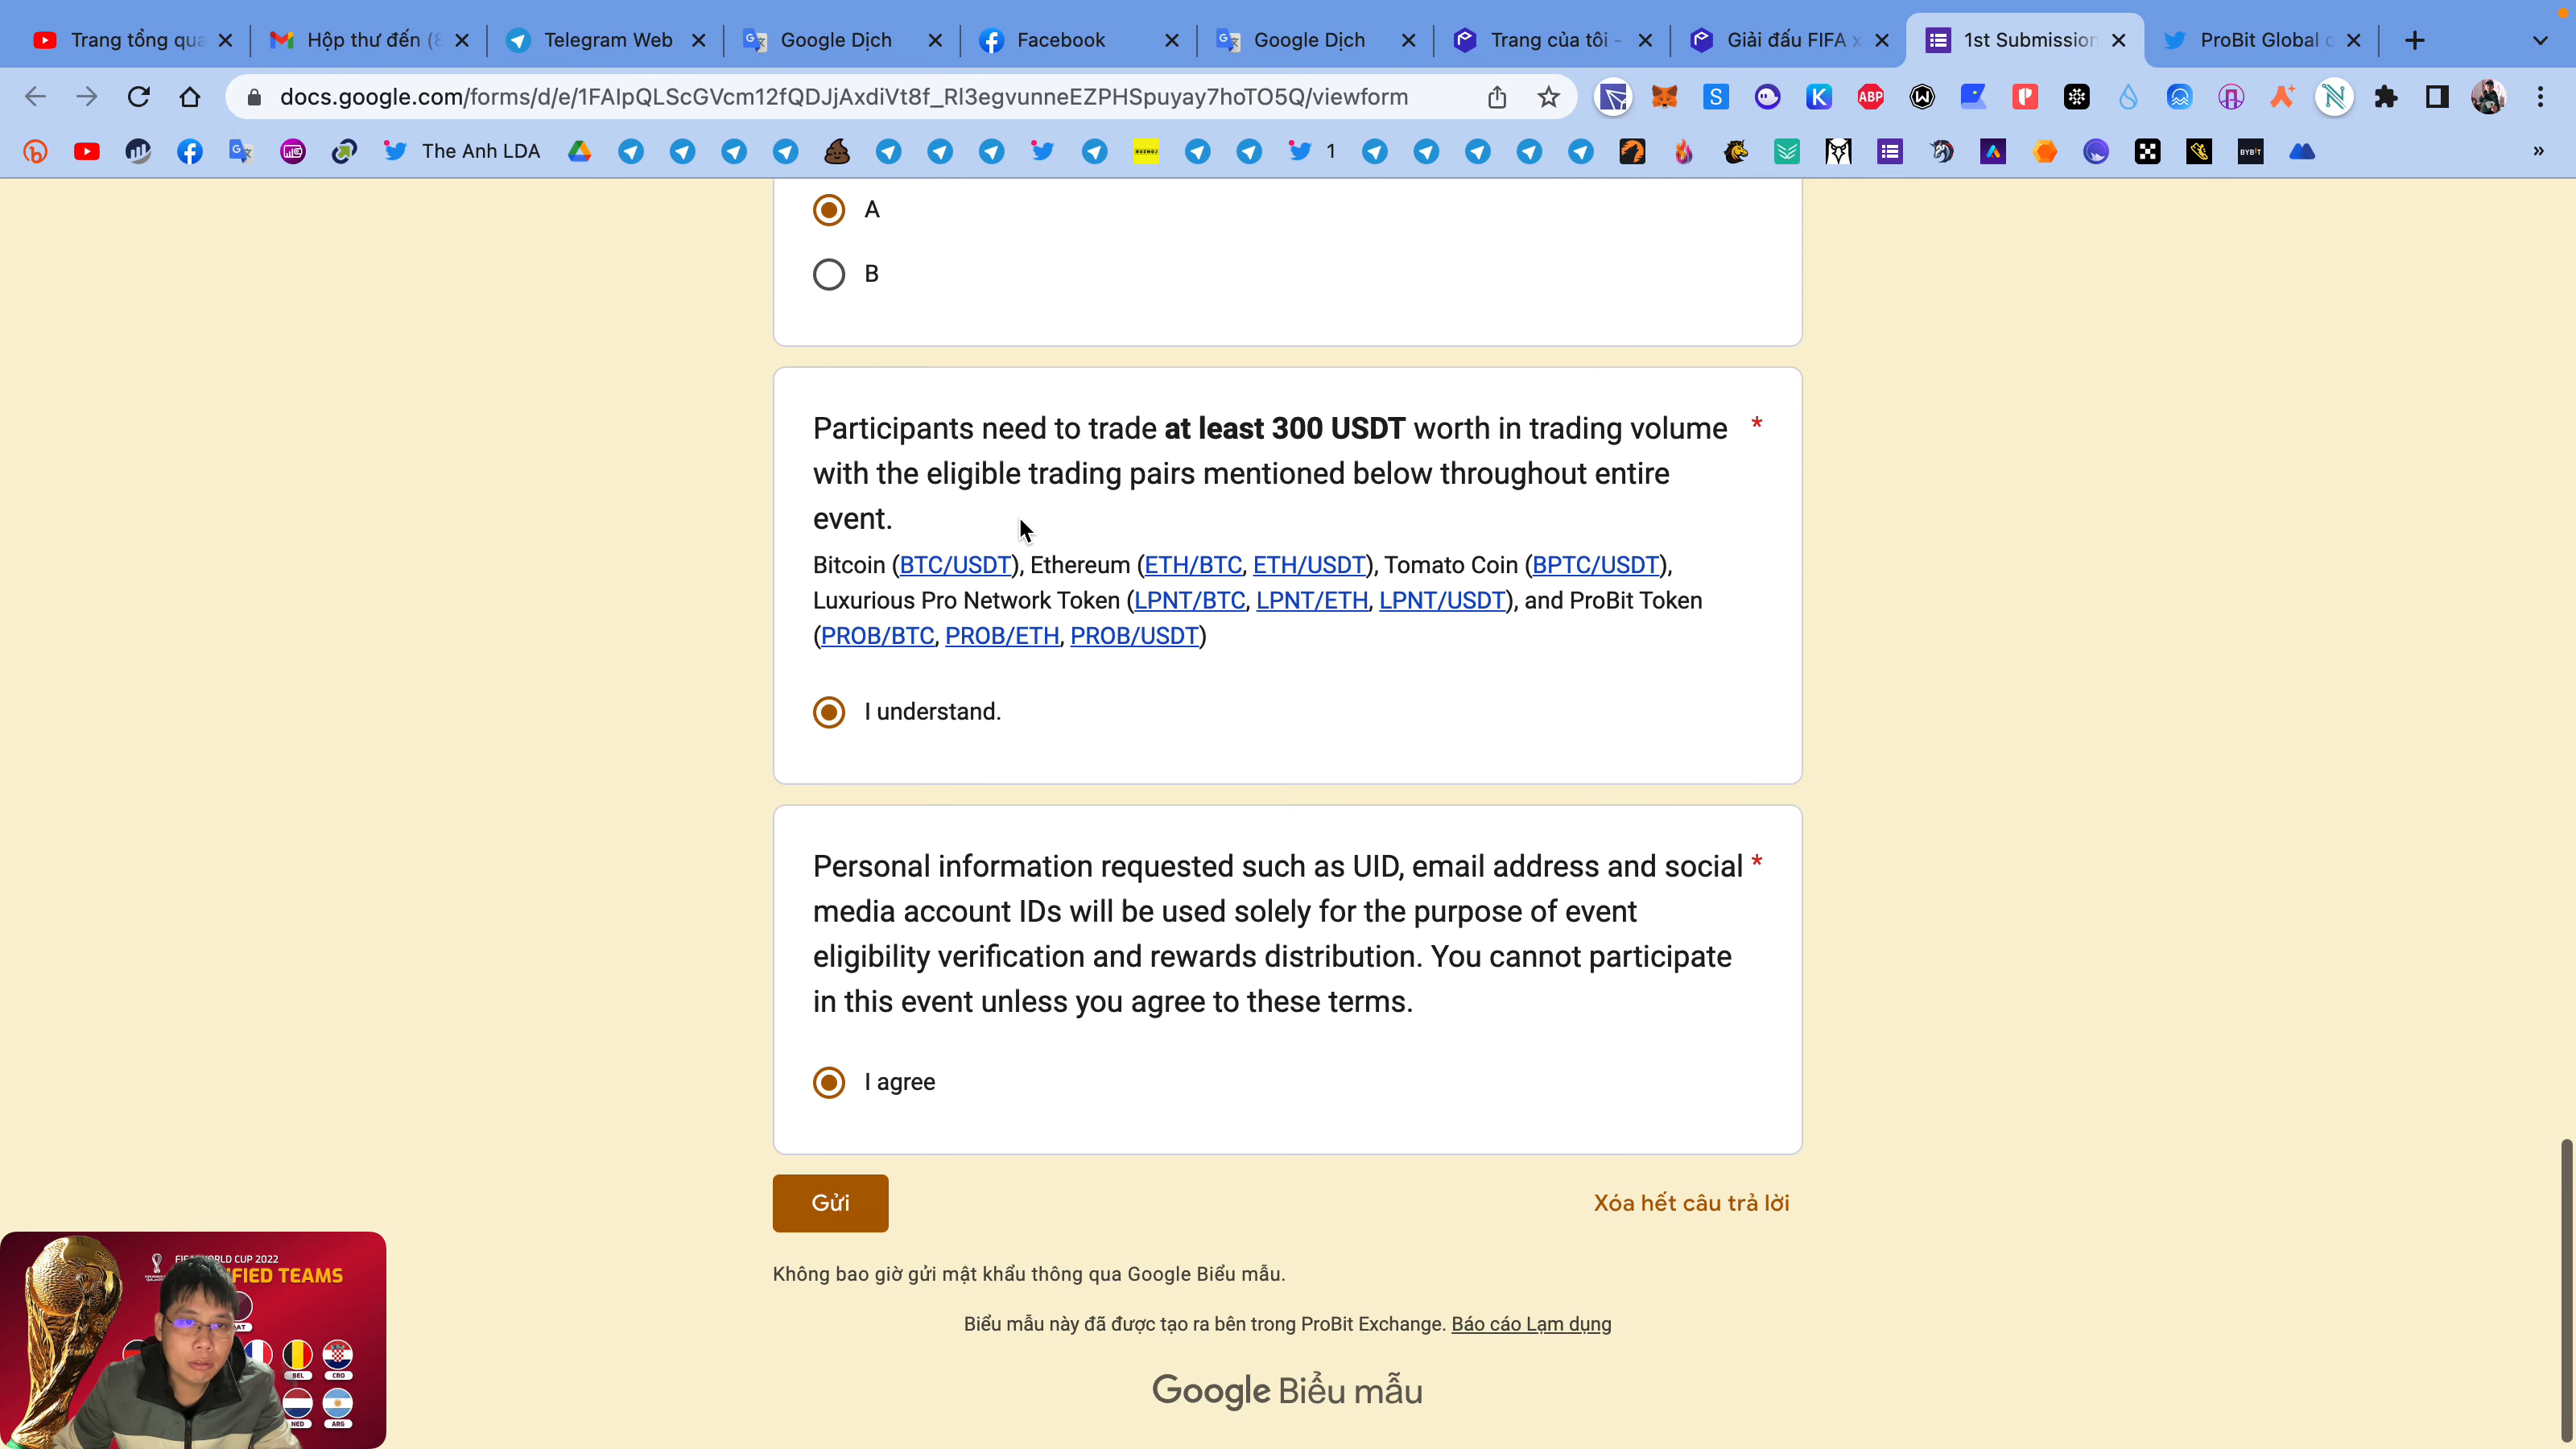 Trang tổng qua
Hộp thư đến (8
Telegram Web
Google Dịch
Facebook
Google Dịch
Trang của tôi -
Giải đấu FIFA x
1st Submission
ProBit Global
docs.google.com/forms/d/e/1FAIpQLScGVcm12fQDJjAxdiVt8f_RI3egvunneEZPHSpuyay7hoTO5Q/viewform
ABP
The Anh LDA
1
BYBIT
A
B
Participants need to trade at least 300 USDT worth in trading volume *
with the eligible trading pairs mentioned below throughout entire
event.
Bitcoin (BTC/USDT), Ethereum (ETH/BTC, ETH/USDT), Tomato Coin (BPTC/USDT),
Luxurious Pro Network Token (LPNT/BTC, LPNT/ETH, LPNT/USDT), and ProBit Token
(PROB/BTC, PROB/ETH, PROB/USDT)
I understand.
Personal information requested such as UID, email address and social *
media account IDs will be used solely for the purpose of event
eligibility verification and rewards distribution. You cannot participate
in this event unless you agree to these terms.
I agree
Gửi
Xóa hết câu trả lời
Không bao giờ gửi mật khẩu thông qua Google Biểu mẫu.
Biểu mẫu này đã được tạo ra bên trong ProBit Exchange. Báo cáo Lạm dụng
Google Biểu mẫu
CUP 2022
TEAMS
BEL
CRO
NED
ARG